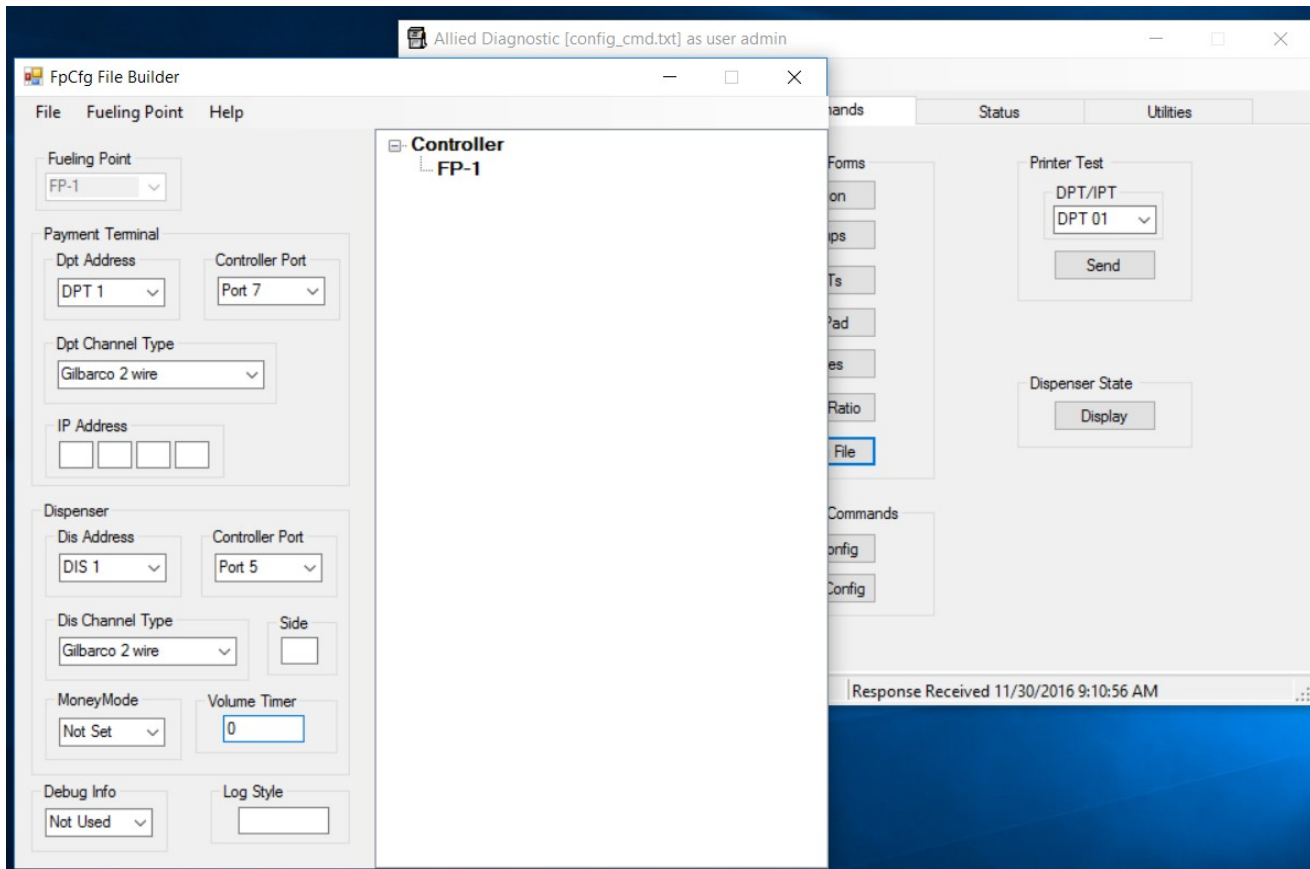 Allied Diagnostic [config_cmd.txt] as user admin
FpCfg File Builder
File Fueling Point Help
Status
Utilities
Fueling Point
FP-1
Payment Terminal
Dpt Address
DPT 1
Controller Port
Port 7
Dpt Channel Type
Gilbarco 2 wire
IP Address
Dispenser
Dis Address
DIS 1
Controller Port
Port 5
Dis Channel Type
Gilbarco 2 wire
Side
MoneyMode
Not Set
Volume Timer
0
Debug Info
Not Used
Log Style
Controller
FP-1
Forms
Ratio
File
Commands
Config
Printer Test
DPT/IPT
DPT 01
Send
Dispenser State
Display
Response Received 11/30/2016 9:10:56 AM